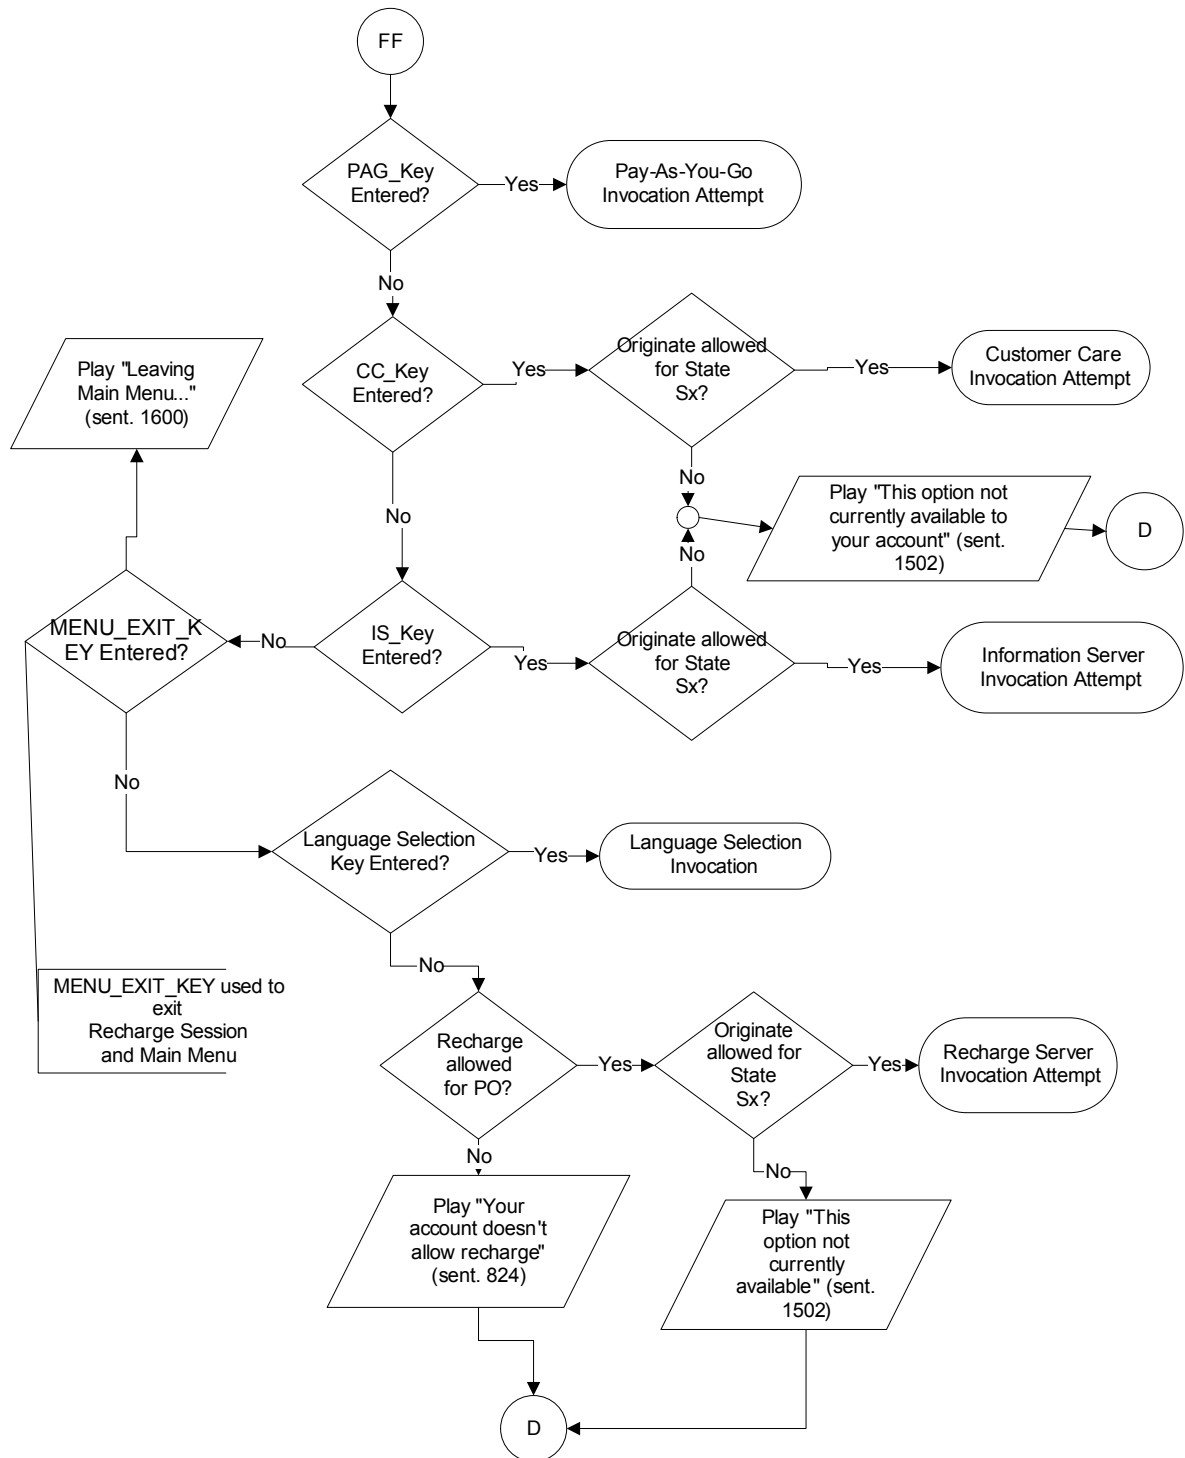 FF
PAG_Key
Entered?
Yes
Pay-As-You-Go
Invocation Attempt
No
CC_Key
Entered?
Yes
Originate allowed
for State
Sx?
Yes
Customer Care
Invocation Attempt
Play "Leaving
Main Menu..."
(sent. 1600)
No
No
Play "This option not
currently available to
your account" (sent.
1502)
D
No
MENU_EXIT_K
EY Entered?
No
IS_Key
Entered?
Yes
Originate allowed
for State
Sx?
Yes
Information Server
Invocation Attempt
No
Language Selection
Key Entered?
Yes
Language Selection
Invocation
No
MENU_EXIT_KEY used to
exit
Recharge Session
and Main Menu
Recharge
allowed
for PO?
Yes
Originate
allowed for
State
Sx?
Yes
Recharge Server
Invocation Attempt
No
No
Play "Your
account doesn't
allow recharge"
(sent. 824)
Play "This
option not
currently
available" (sent.
1502)
D